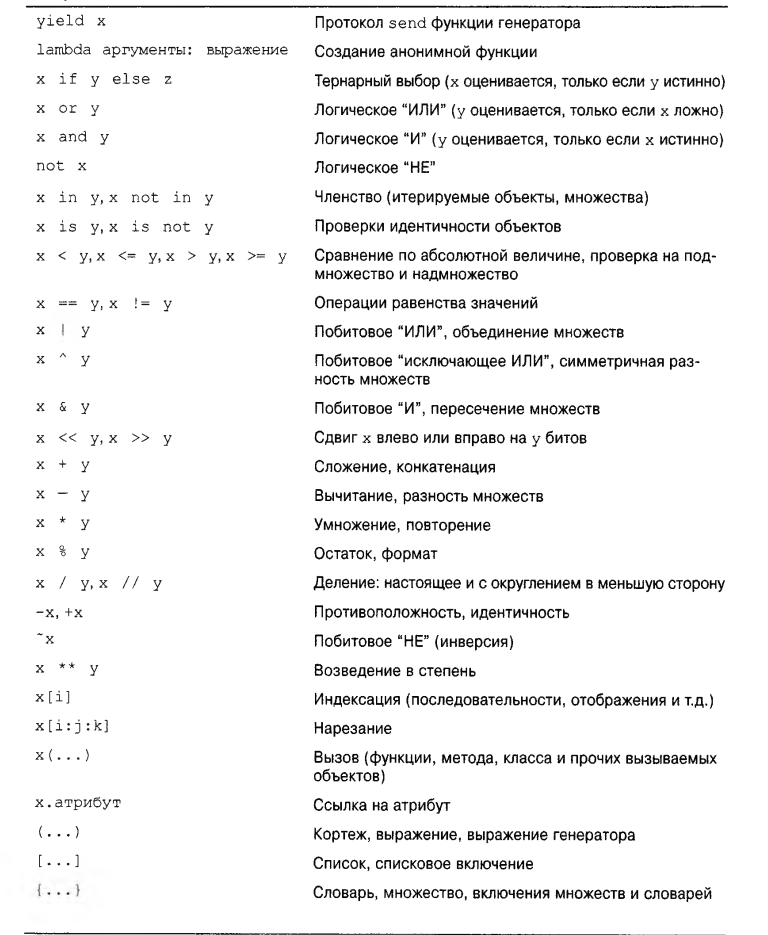 yield x Протокол send функции генератора
lambda аргументы: выражение Создание анонимной функции
x if y else z Тернарный выбор (x оценивается, только если y истинно)
x or y Логическое “ИЛИ” (y оценивается, только если x ложно)
x and y Логическое “И” (y оценивается, только если x истинно)
not x Логическое “НЕ”
x in y, x not in y Членство (итерируемые объекты, множества)
x is y, x is not y Проверки идентичности объектов
x < y, x <= y, x > y, x >= y Сравнение по абсолютной величине, проверка на под-
множество и надмножество
x == y, x != y Операции равенства значений
x | y Побитовое “ИЛИ”, объединение множеств
x ^ y Побитовое “исключающее ИЛИ”, симметричная раз-
ность множеств
x & y Побитовое “И”, пересечение множеств
x << y, x >> y Сдвиг x влево или вправо на y битов
x + y Сложение, конкатенация
x − y Вычитание, разность множеств
x * y Умножение, повторение
x % y Остаток, формат
x / y, x // y Деление: настоящее и с округлением в меньшую сторону
-x, +x Противоположность, идентичность
~x Побитовое “НЕ” (инверсия)
x ** y Возведение в степень
x[i] Индексация (последовательности, отображения и т.д.)
x[i:j:k] Нарезание
x(...) Вызов (функции, метода, класса и прочих вызываемых
объектов)
x.атрибут Ссылка на атрибут
(...) Кортеж, выражение, выражение генератора
[...] Список, списковое включение
{...} Словарь, множество, включения множеств и словарей